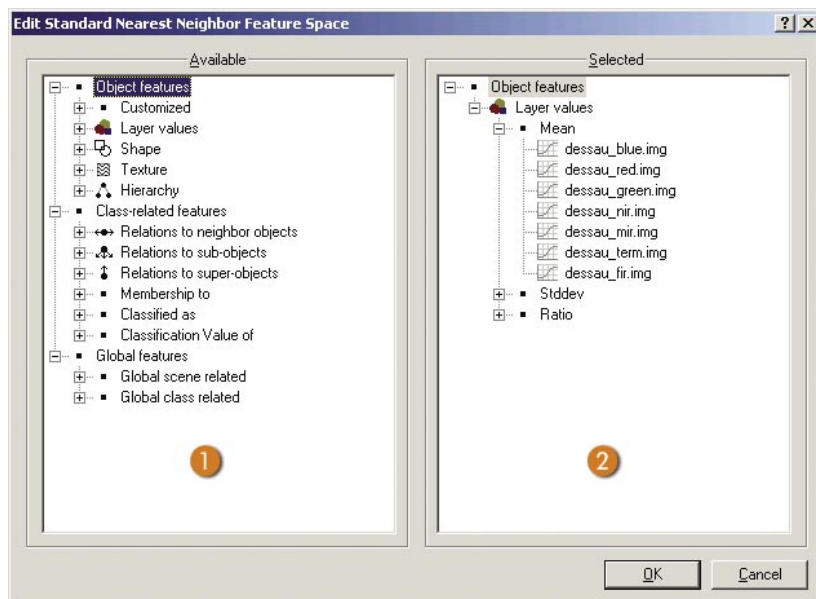 Edit Standard Nearest Neighbor Feature Space
Available
Object features
Customized
Layer values
Shape
Texture
Hierarchy
Class-related features
Relations to neighbor objects
Relations to sub-objects
Relations to super-objects
Membership to
Classified as
Classification Value of
Global features
Global scene related
Global class related
1
Selected
Object features
Layer values
Mean
dessau_blue.img
dessau_red.img
dessau_green.img
dessau_nir.img
dessau_mir.img
dessau_term.img
dessau_fir.img
Stddev
Ratio
2
OK
Cancel